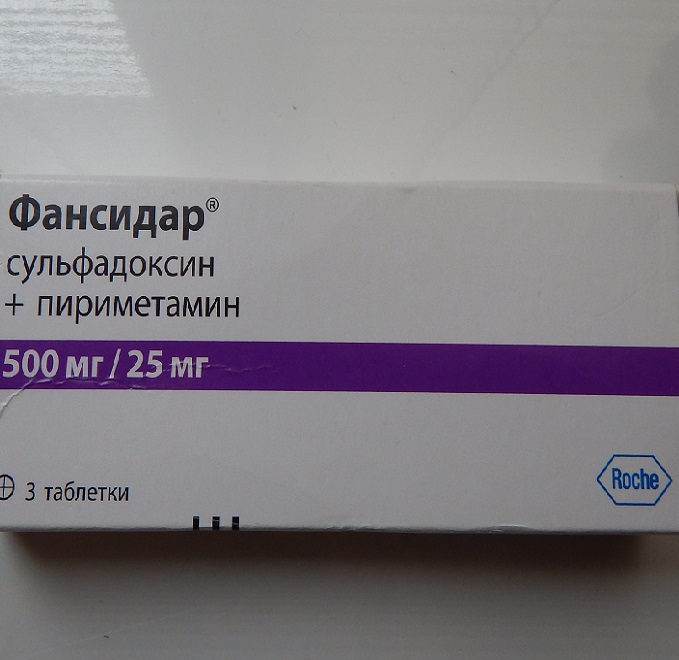 Фансидар®
сульфадоксин
+ пириметамин
500 мг / 25 мг
3 таблетки
Roche